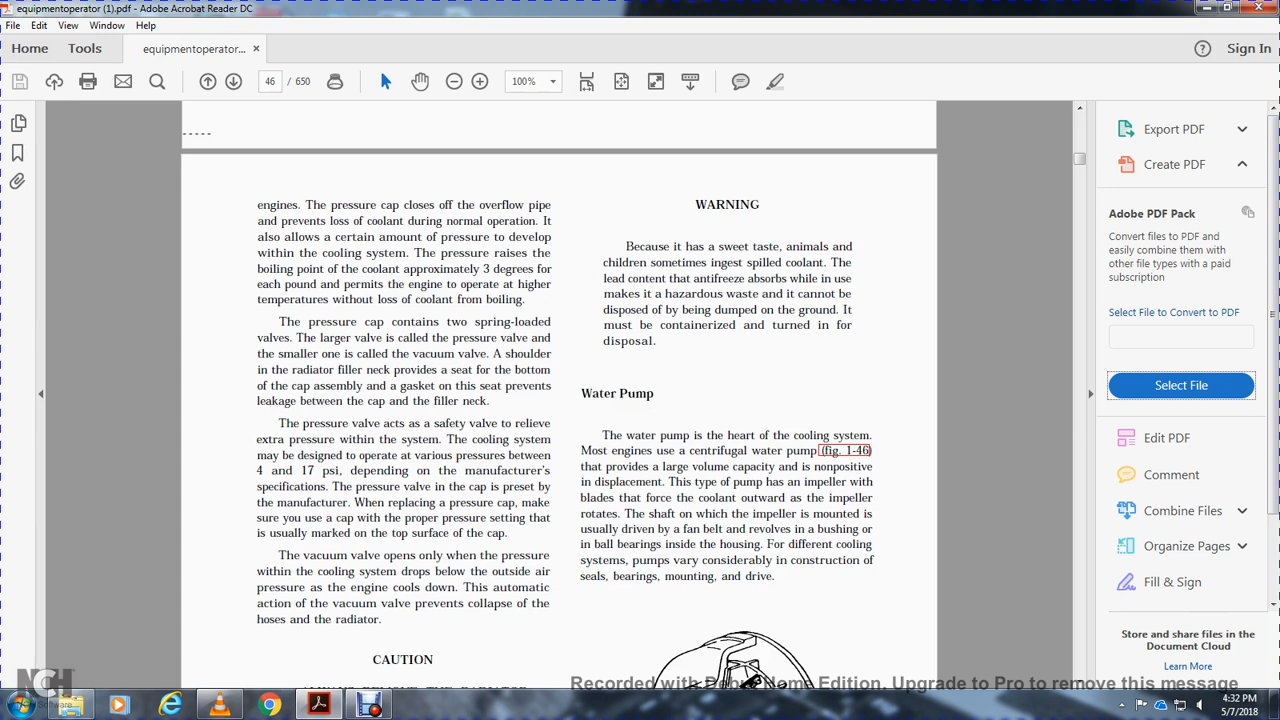 equipmentoperator (1).pdf - Adobe Acrobat Reader DC
File Edit View Window Help
Home Tools equipmentoperator... × Sign In
46 / 650 100%
-----
engines. The pressure cap closes off the overflow pipe
and prevents loss of coolant during normal operation. It
also allows a certain amount of pressure to develop
within the cooling system. The pressure raises the
boiling point of the coolant approximately 3 degrees for
each pound and permits the engine to operate at higher
temperatures without loss of coolant from boiling.
The pressure cap contains two spring-loaded
valves. The larger valve is called the pressure valve and
the smaller one is called the vacuum valve. A shoulder
in the radiator filler neck provides a seat for the bottom
of the cap assembly and a gasket on this seat prevents
leakage between the cap and the filler neck.
The pressure valve acts as a safety valve to relieve
extra pressure within the system. The cooling system
may be designed to operate at various pressures between
4 and 17 psi, depending on the manufacturer's
specifications. The pressure valve in the cap is preset by
the manufacturer. When replacing a pressure cap, make
sure you use a cap with the proper pressure setting that
is usually marked on the top surface of the cap.
The vacuum valve opens only when the pressure
within the cooling system drops below the outside air
pressure as the engine cools down. This automatic
action of the vacuum valve prevents collapse of the
hoses and the radiator.
CAUTION
WARNING
Because it has a sweet taste, animals and
children sometimes ingest spilled coolant. The
lead content that antifreeze absorbs while in use
makes it a hazardous waste and it cannot be
disposed of by being dumped on the ground. It
must be containerized and turned in for
disposal.
Water Pump
The water pump is the heart of the cooling system.
Most engines use a centrifugal water pump (fig. 1-46)
that provides a large volume capacity and is nonpositive
in displacement. This type of pump has an impeller with
blades that force the coolant outward as the impeller
rotates. The shaft on which the impeller is mounted is
usually driven by a fan belt and revolves in a bushing or
in ball bearings inside the housing. For different cooling
systems, pumps vary considerably in construction of
seals, bearings, mounting, and drive.
Export PDF
Create PDF
Adobe PDF Pack
Convert files to PDF and
easily combine them with
other file types with a paid
subscription
Select File to Convert to PDF
Select File
Edit PDF
Comment
Combine Files
Organize Pages
Fill & Sign
Store and share files in the
Document Cloud
Learn More
NCH
Software
Recorded with Debut Home Edition. Upgrade to Pro to remove this message
4:32 PM
5/7/2018